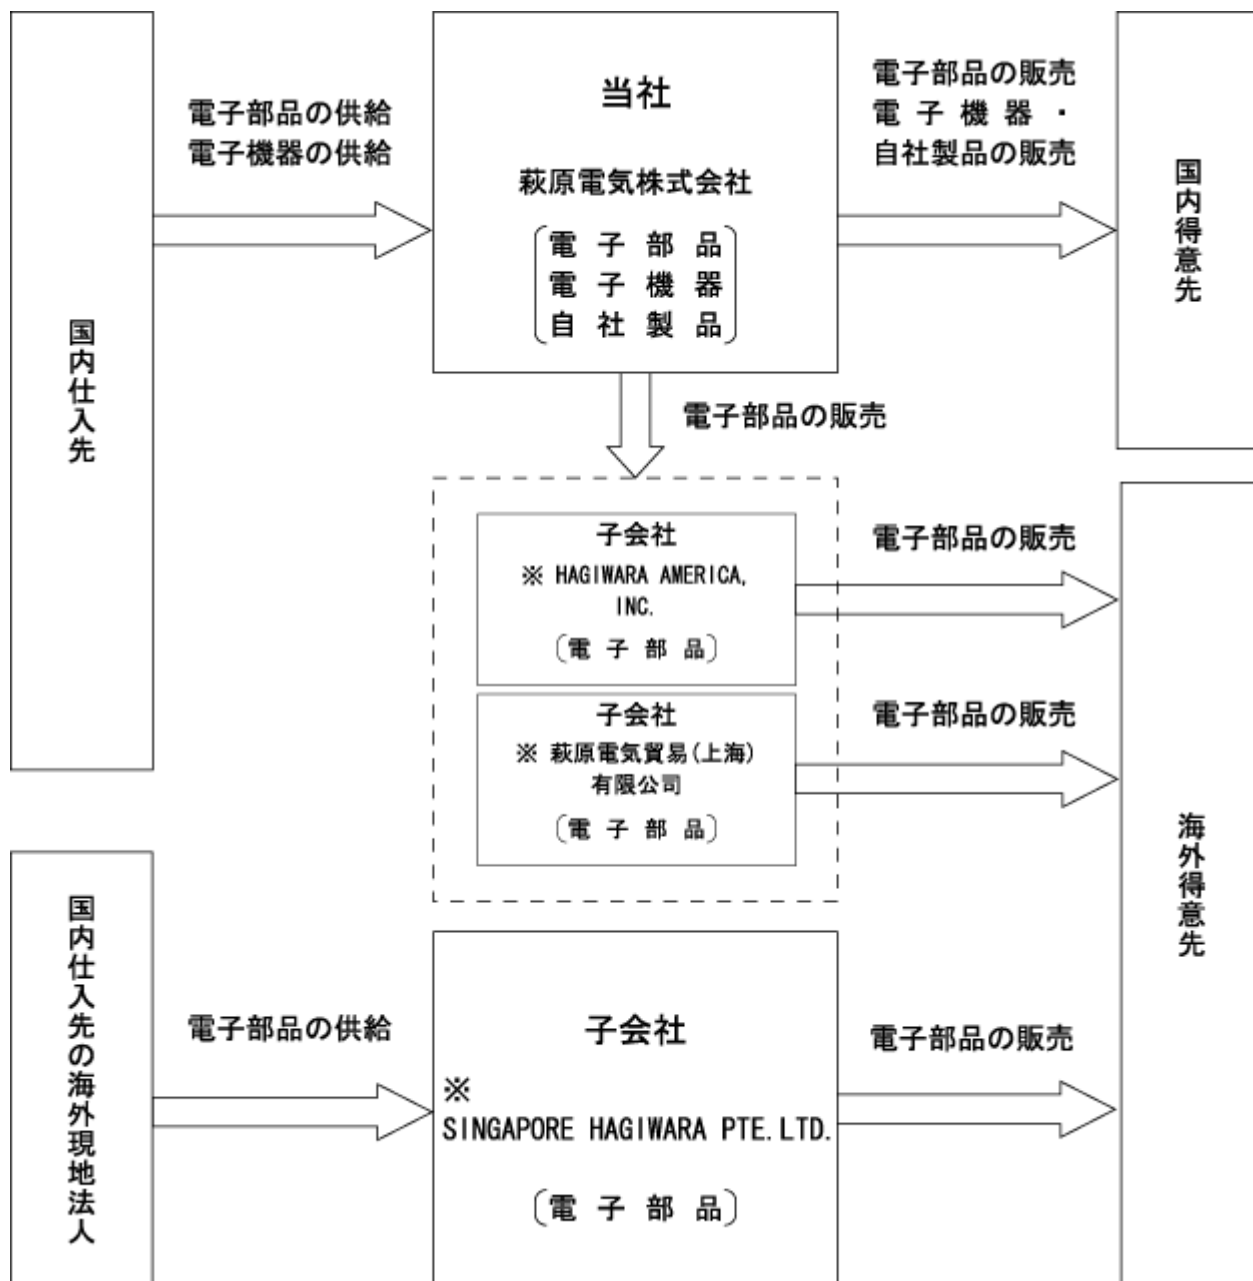 国内仕入先
電子部品の供給
電子機器の供給
当社
萩原電気株式会社
電子部品
電子機器
自社製品
電子部品の販売
電子機器・
自社製品の販売
国内得意先
電子部品の販売
子会社
※ HAGIWARA AMERICA,
INC.
〔電子部品〕
電子部品の販売
子会社
※ 萩原電気貿易(上海)
有限公司
〔電子部品〕
電子部品の販売
海外得意先
国内仕入先の海外現地法人
電子部品の供給
子会社
※
SINGAPORE HAGIWARA PTE.LTD.
〔電子部品〕
電子部品の販売